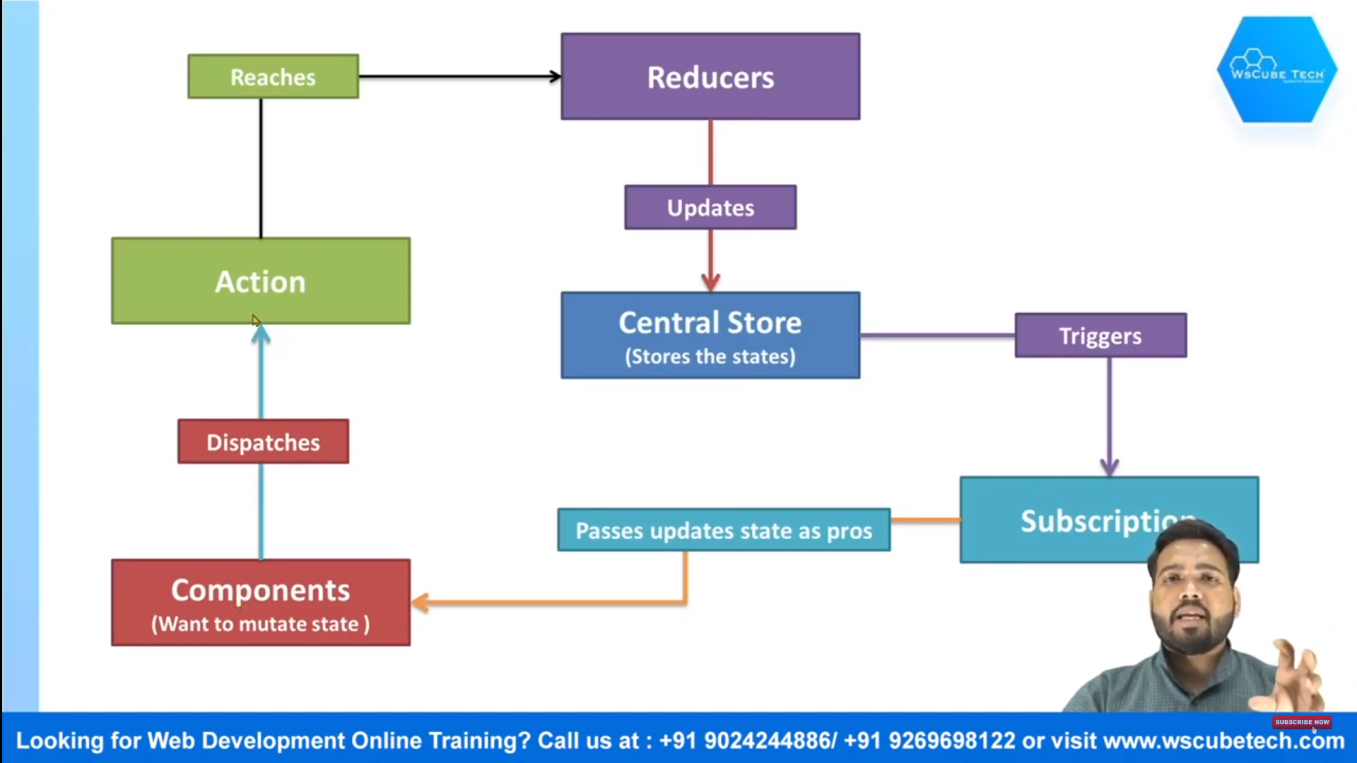 Reaches
Reducers
WsCube Tech
Updates
Action
Central Store
(Stores the states)
Triggers
Dispatches
Passes updates state as pros
Subscription
Components
(Want to mutate state )
SUBSCRIBE NOW
Looking for Web Development Online Training? Call us at : +91 9024244886/ +91 9269698122 or visit www.wscubetech.com